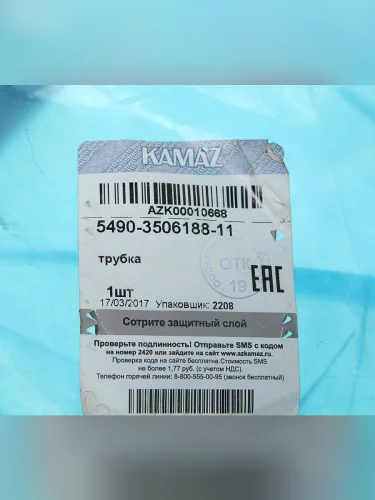 KAMAZ
AZK00010668
5490-3506188-11
трубка
ОТК
19
EAC
1шт
17/03/2017 Упаковщик: 2208
Сотрите защитный слой
Проверьте подлинность! Отправьте SMS с кодом
на номер 2420 или зайдите на сайт www.azkamaz.ru.
Проверка кода на сайте бесплатна.Стоимость SMS
не более 1,77 руб. (с учетом НДС).
Телефон горячей линии: 8-800-555-00-95 (звонок бесплатный)